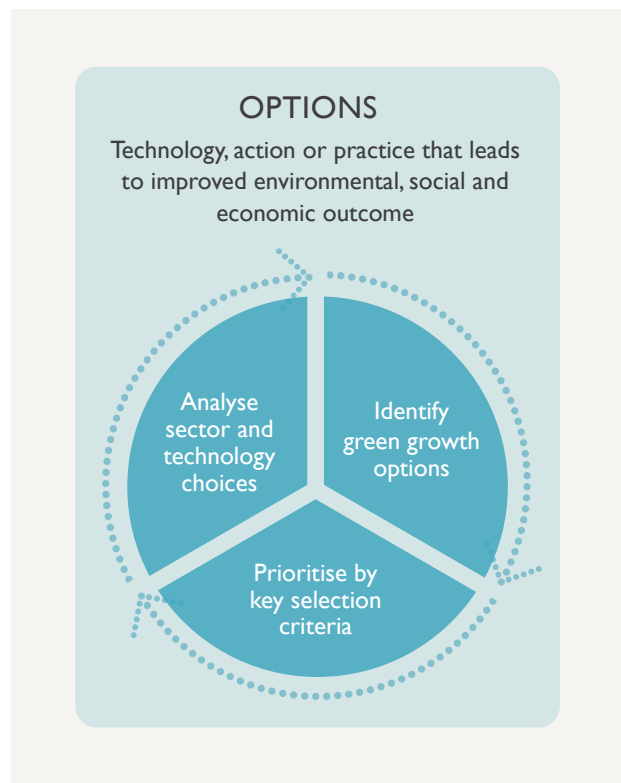 OPTIONS
Technology, action or practice that leads
to improved environmental, social and
economic outcome
Analyse
sector and
technology
choices
Identify
green growth
options
Prioritise by
key selection
criteria